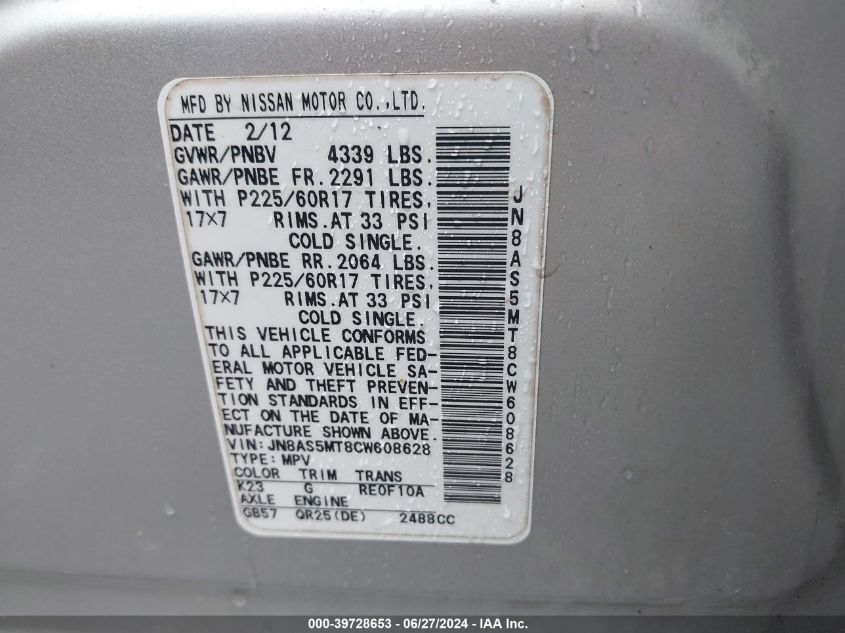 MFD BY NISSAN MOTOR CO.,LTD.
DATE 2/12
GVWR/PNBV 4339 LBS.
GAWR/PNBE FR.2291 LBS.
WITH P225/60R17 TIRES,
17×7 RIMS.AT 33 PSI
COLD SINGLE.
GAWR/PNBE RR.2064 LBS.
WITH P225/60R17 TIRES,
17×7 RIMS.AT 33 PSI
COLD SINGLE.
THIS VEHICLE CONFORMS
TO ALL APPLICABLE FED-
ERAL MOTOR VEHICLE SA-
FETY AND THEFT PREVEN-
TION STANDARDS IN EFF-
ECT ON THE DATE OF MA-
NUFACTURE SHOWN ABOVE.
VIN:JN8AS5MT8CW608628
TYPE: MPV
COLOR TRIM TRANS
K23 G RE0F10A
AXLE ENGINE
GB57 QR25(DE) 2488CC
JN8AS5MT8CW608628
000-39728653 - 06/27/2024 - IAA Inc.